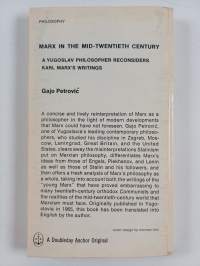 PHILOSOPHY
MARX IN THE MID-TWENTIETH CENTURY
A YUGOSLAV PHILOSOPHER RECONSIDERS
KARL MARX'S WRITINGS
Gajo Petrović
A concise and lively reinterpretation of Marx as a
philosopher in the light of modern developments
that Marx could have not foreseen. Gajo Petrović,
one of Yugoslavia's leading contemporary philoso-
phers, who studied his discipline in Zagreb, Mos-
cow, Leningrad, Great Britain, and the United
States, clears away the misinterpreting Stalinism
put on Marxian philosophy, differentiates Marx's
ideas from those of Engels, Plekhanov, and Lenin
as well as those of Stalin and his followers, and
then offers a fresh analysis of Marx's philosophy as
a whole, taking into account both the writings of the
"young Marx" that have proved embarrassing to
many twentieth-century orthodox Communists and
the realities of the mid-twentieth-century world that
Marxism must face. Originally published in Yugo-
slavia in 1965, this book has been translated into
English by the author.
A Doubleday Anchor Original